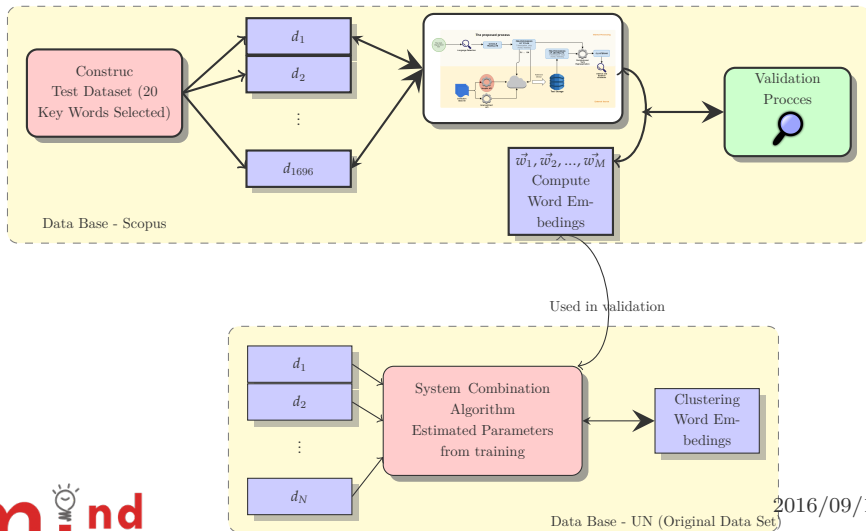 Construc
Test Dataset (20
Key Words Selected)
d1
d2
⋮
d1696
The proposed process
Validation
Procces
w⃗1, w⃗2, ..., w⃗M
Compute
Word Em-
bedings
Data Base - Scopus
Used in validation
d1
d2
⋮
dN
System Combination
Algorithm
Estimated Parameters
from training
Clustering
Word Em-
bedings
Data Base - UN (Original Data Set
mind
2016/09/1